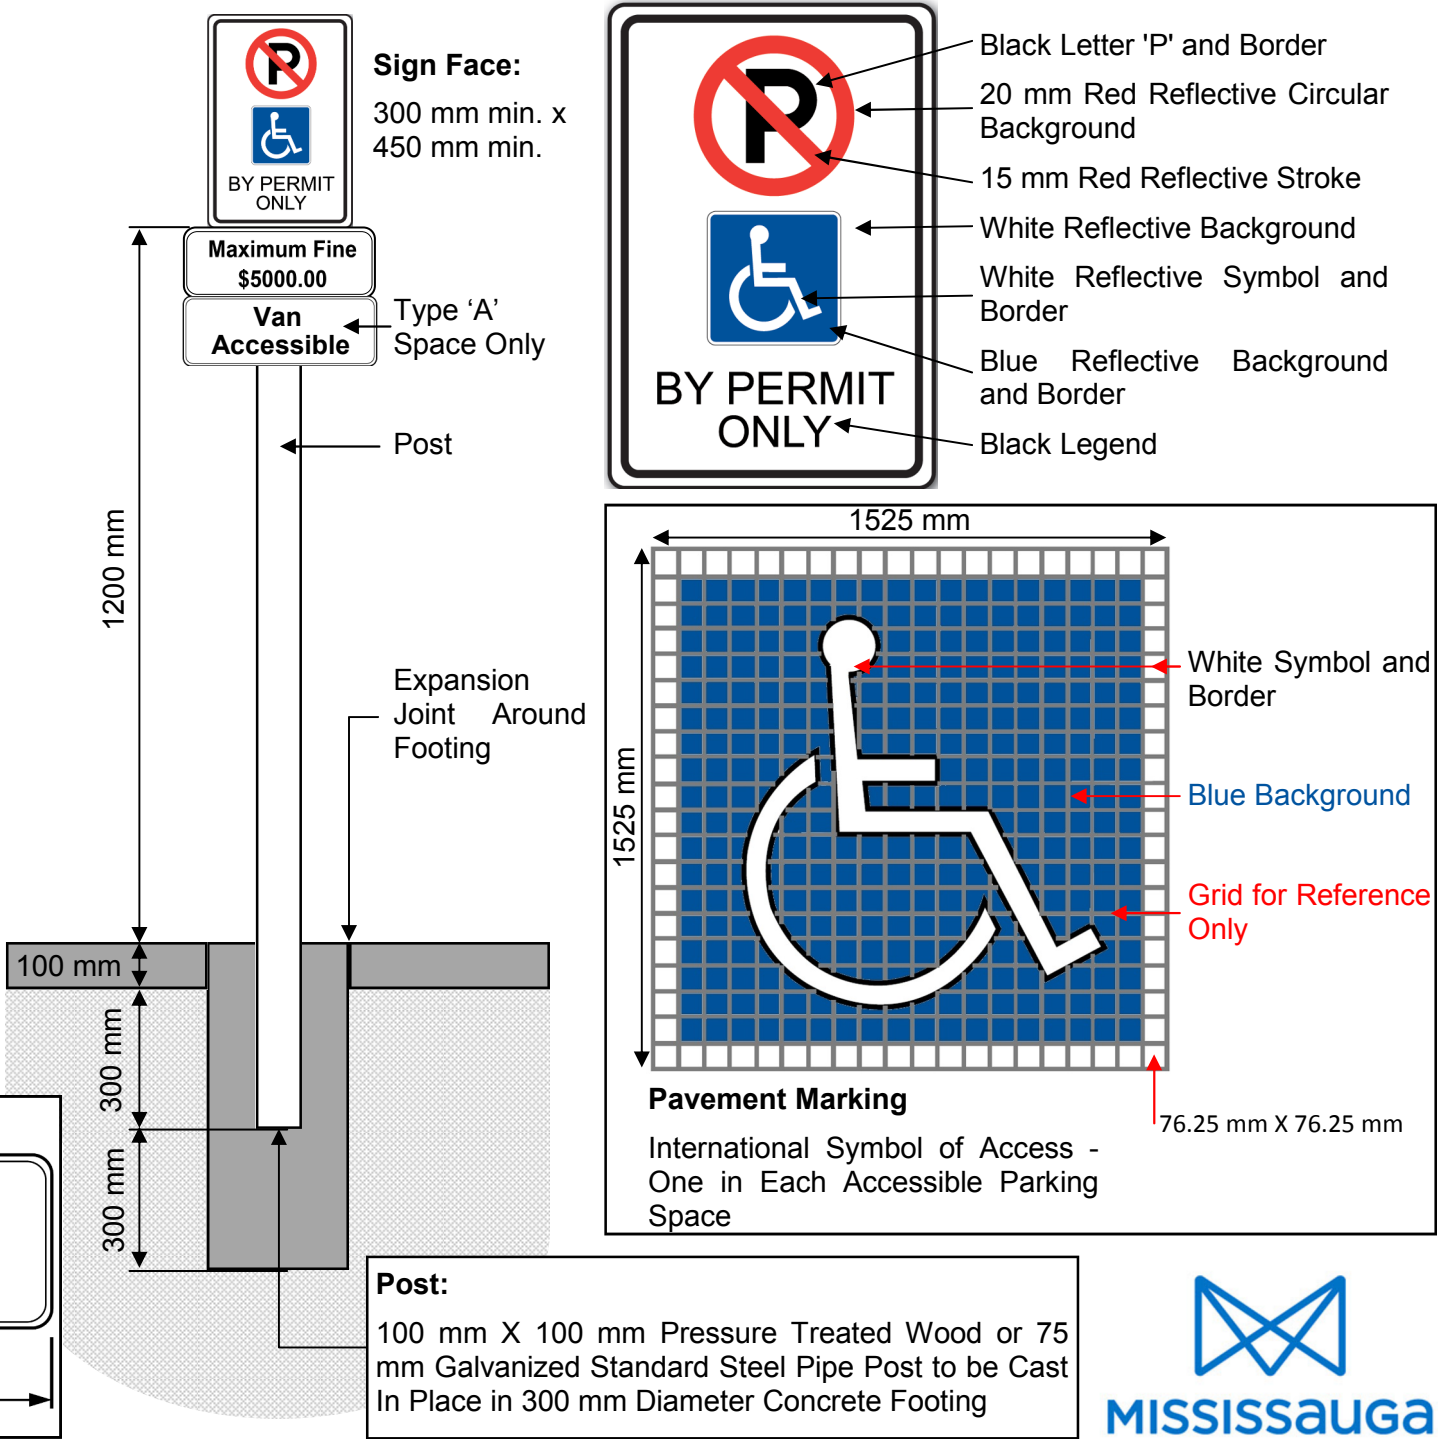 BY PERMIT
ONLY
Maximum Fine
$5000.00
Van
Accessible
Sign Face:
300 mm min. x
450 mm min.
Type ‘A’
Space Only
Post
1200 mm
Expansion
Joint Around
Footing
100 mm
300 mm
300 mm
P
BY PERMIT
ONLY
Black Letter 'P' and Border
20 mm Red Reflective Circular
Background
15 mm Red Reflective Stroke
White Reflective Background
White Reflective Symbol and
Border
Blue Reflective Background
and Border
Black Legend
1525 mm
1525 mm
White Symbol and
Border
Blue Background
Grid for Reference
Only
76.25 mm X 76.25 mm
Pavement Marking
International Symbol of Access -
One in Each Accessible Parking
Space
Post:
100 mm X 100 mm Pressure Treated Wood or 75
mm Galvanized Standard Steel Pipe Post to be Cast
In Place in 300 mm Diameter Concrete Footing
MISSISSauGa